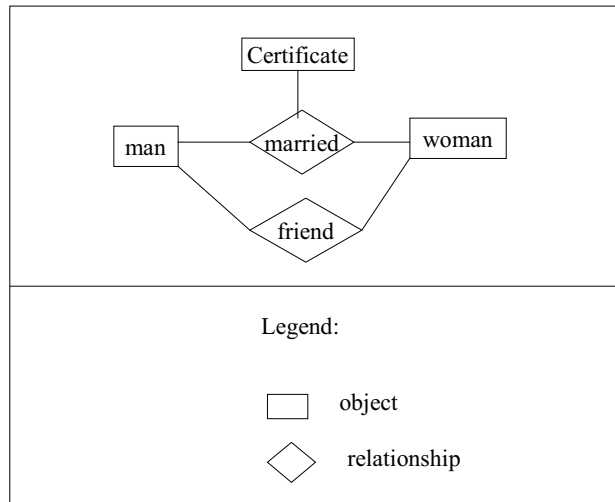 Certificate
man
married
woman
friend
Legend:
object
relationship